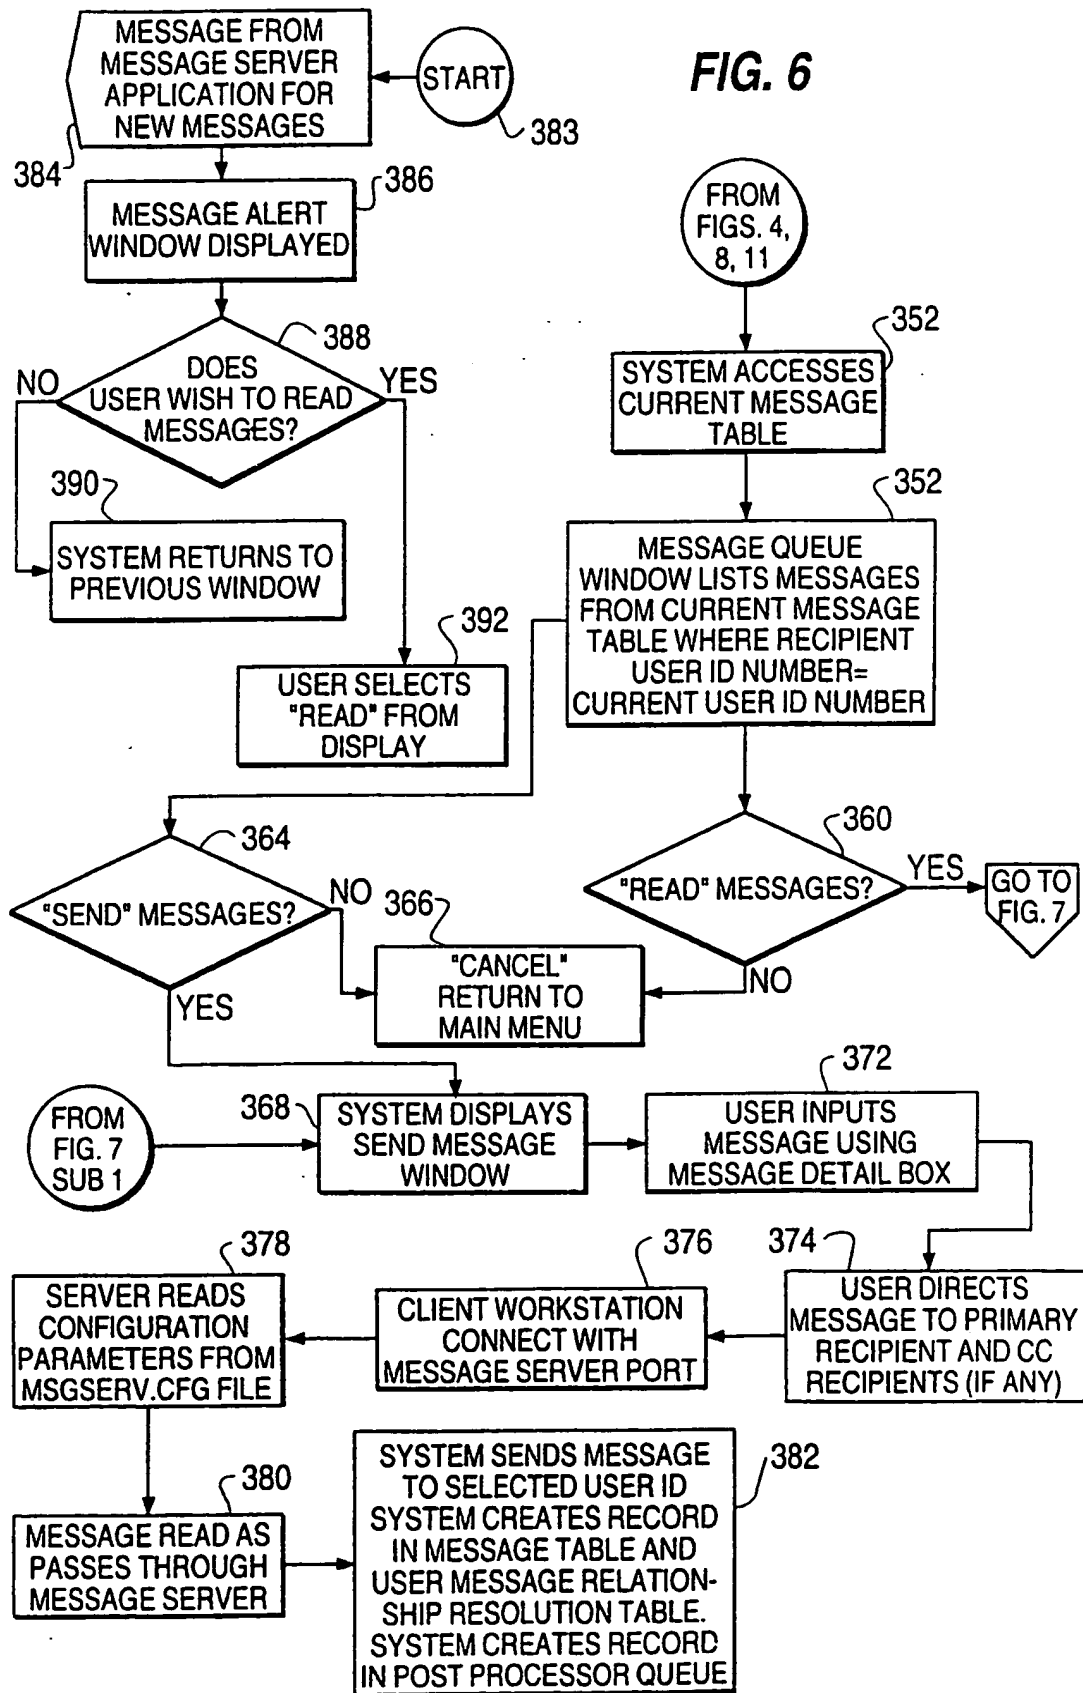 FIG. 6
MESSAGE FROM
MESSAGE SERVER
APPLICATION FOR
NEW MESSAGES
START
383
384
386
MESSAGE ALERT
WINDOW DISPLAYED
388
DOES
USER WISH TO READ
MESSAGES?
NO
YES
390
SYSTEM RETURNS TO
PREVIOUS WINDOW
392
USER SELECTS
"READ" FROM
DISPLAY
FROM
FIGS. 4,
8, 11
352
SYSTEM ACCESSES
CURRENT MESSAGE
TABLE
352
MESSAGE QUEUE
WINDOW LISTS MESSAGES
FROM CURRENT MESSAGE
TABLE WHERE RECIPIENT
USER ID NUMBER=
CURRENT USER ID NUMBER
364
"SEND" MESSAGES?
NO
YES
360
"READ" MESSAGES?
YES
NO
GO TO
FIG. 7
366
"CANCEL"
RETURN TO
MAIN MENU
FROM
FIG. 7
SUB 1
368
SYSTEM DISPLAYS
SEND MESSAGE
WINDOW
372
USER INPUTS
MESSAGE USING
MESSAGE DETAIL BOX
374
USER DIRECTS
MESSAGE TO PRIMARY
RECIPIENT AND CC
RECIPIENTS (IF ANY)
376
CLIENT WORKSTATION
CONNECT WITH
MESSAGE SERVER PORT
378
SERVER READS
CONFIGURATION
PARAMETERS FROM
MSGSERV.CFG FILE
380
MESSAGE READ AS
PASSES THROUGH
MESSAGE SERVER
382
SYSTEM SENDS MESSAGE
TO SELECTED USER ID
SYSTEM CREATES RECORD
IN MESSAGE TABLE AND
USER MESSAGE RELATION-
SHIP RESOLUTION TABLE.
SYSTEM CREATES RECORD
IN POST PROCESSOR QUEUE